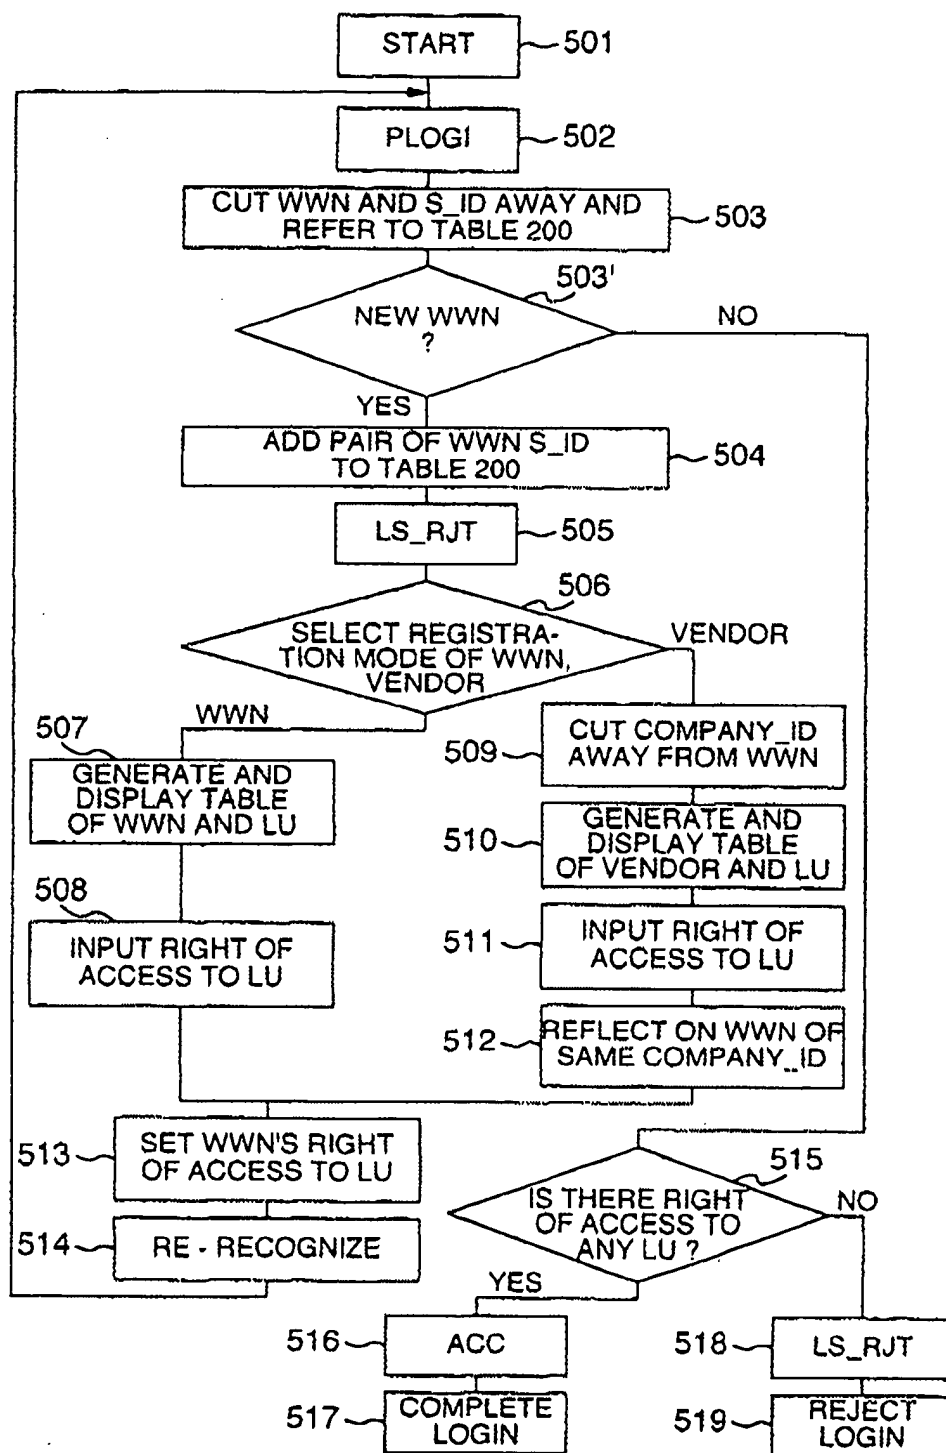 START
501
PLOGI
502
CUT WWN AND S_ID AWAY AND
REFER TO TABLE 200
503
503'
NEW WWN
?
NO
YES
ADD PAIR OF WWN S_ID
TO TABLE 200
504
LS_RJT
505
506
SELECT REGISTRA-
TION MODE OF WWN,
VENDOR
VENDOR
WWN
507
GENERATE AND
DISPLAY TABLE
OF WWN AND LU
508
INPUT RIGHT OF
ACCESS TO LU
509
CUT COMPANY_ID
AWAY FROM WWN
510
GENERATE AND
DISPLAY TABLE
OF VENDOR AND LU
511
INPUT RIGHT OF
ACCESS TO LU
512
REFLECT ON WWN OF
SAME COMPANY_ID
513
SET WWN'S RIGHT
OF ACCESS TO LU
514
RE - RECOGNIZE
515
IS THERE RIGHT
OF ACCESS TO
ANY LU ?
NO
YES
516
ACC
517
COMPLETE
LOGIN
518
LS_RJT
519
REJECT
LOGIN